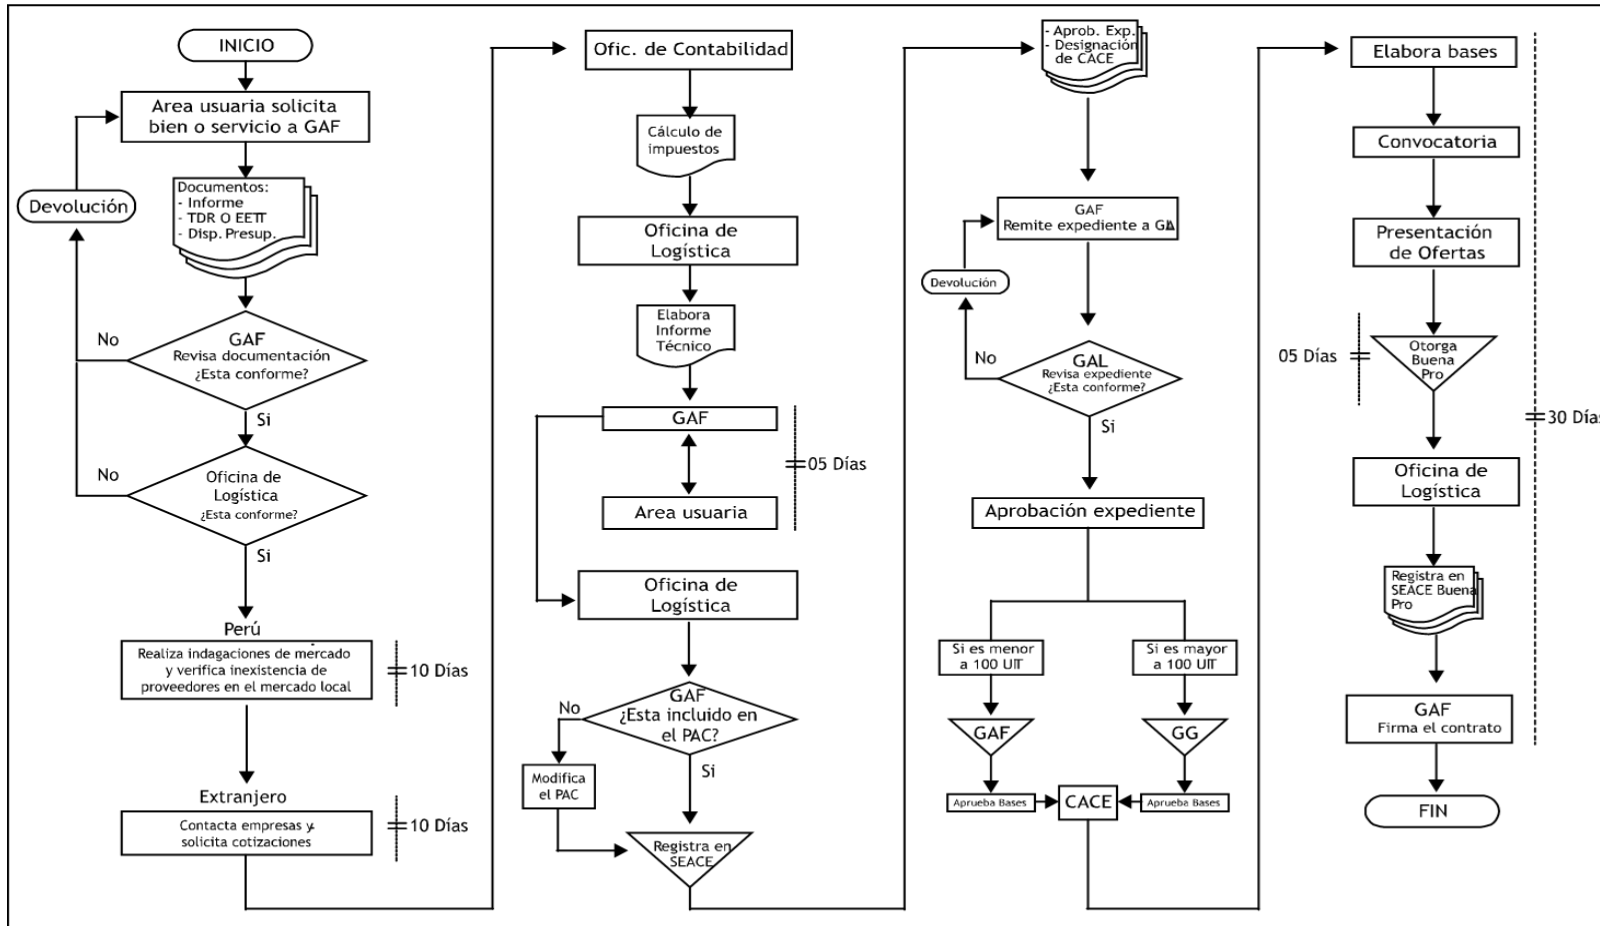 INICIO
Area usuaria solicita
bien o servicio a GAF
Devolución
Documentos:
- Informe
- TDR O EETT
- Disp. Presup.
No
GAF
Revisa documentación
¿Esta conforme?
Si
No
Oficina de
Logística
¿Esta conforme?
Si
Perú
Realiza indagaciones de mercado
y verifica inexistencia de
proveedores en el mercado local
10 Días
Extranjero
Contacta empresas y
solicita cotizaciones
10 Días
Ofic. de Contabilidad
Cálculo de
impuestos
Oficina de
Logística
Elabora
Informe
Técnico
GAF
05 Días
Area usuaria
Oficina de
Logística
GAF
¿Esta incluido en
el PAC?
No
Modifica
el PAC
Si
Registra en
SEACE
- Aprob. Exp.
- Designación
de CACE
GAF
Remite expediente a GAL
Devolución
No
GAL
Revisa expediente
¿Esta conforme?
Si
Aprobación expediente
Si es menor
a 100 UIT
Si es mayor
a 100 UIT
GAF
GG
Aprueba Bases
CACE
Aprueba Bases
Elabora bases
Convocatoria
Presentación
de Ofertas
05 Días
Otorga
Buena
Pro
30 Días
Oficina de
Logística
Registra en
SEACE Buena
Pro
GAF
Firma el contrato
FIN